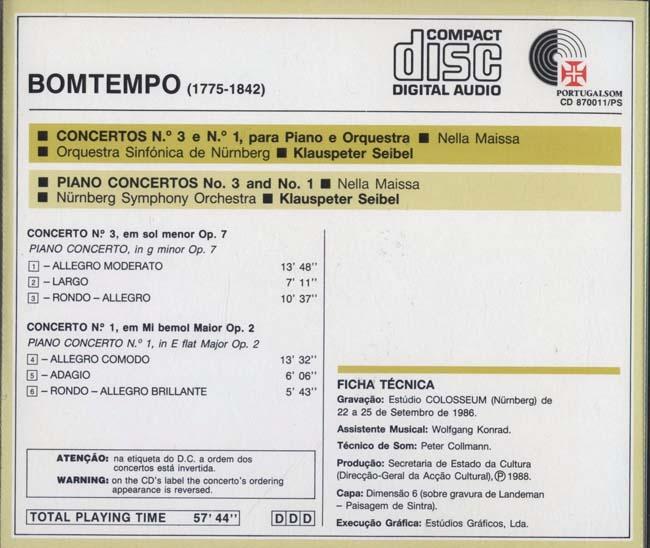 COMPACT
disc
DIGITAL AUDIO
PORTUGALSOM
CD 870011/PS
BOMTEMPO (1775-1842)
■ CONCERTOS N.º 3 e N.º 1, para Piano e Orquestra ■ Nella Maissa
■ Orquestra Sinfónica de Nürnberg ■ Klauspeter Seibel
■ PIANO CONCERTOS No. 3 and No. 1 ■ Nella Maissa
■ Nürnberg Symphony Orchestra ■ Klauspeter Seibel
CONCERTO N.º 3, em sol menor Op. 7
PIANO CONCERTO, in g minor Op. 7
1 – ALLEGRO MODERATO 13' 48''
2 – LARGO 7' 11''
3 – RONDO – ALLEGRO 10' 37''
CONCERTO N.º 1, em Mi bemol Maior Op. 2
PIANO CONCERTO N.º 1, in E flat Major Op. 2
4 – ALLEGRO COMODO 13' 32''
5 – ADAGIO 6' 06''
6 – RONDO – ALLEGRO BRILLANTE 5' 43''
ATENÇÃO: na etiqueta do D.C. a ordem dos
concertos está invertida.
WARNING: on the CD's label the concerto's ordering
appearance is reversed.
TOTAL PLAYING TIME 57' 44'' DDD
FICHA TÉCNICA
Gravação: Estúdio COLOSSEUM (Nürnberg) de
22 a 25 de Setembro de 1986.
Assistente Musical: Wolfgang Konrad.
Técnico de Som: Peter Collmann.
Produção: Secretaria de Estado da Cultura
(Direcção-Geral da Acção Cultural), Ⓟ 1988.
Capa: Dimensão 6 (sobre gravura de Landeman
– Paisagem de Sintra).
Execução Gráfica: Estúdios Gráficos, Lda.